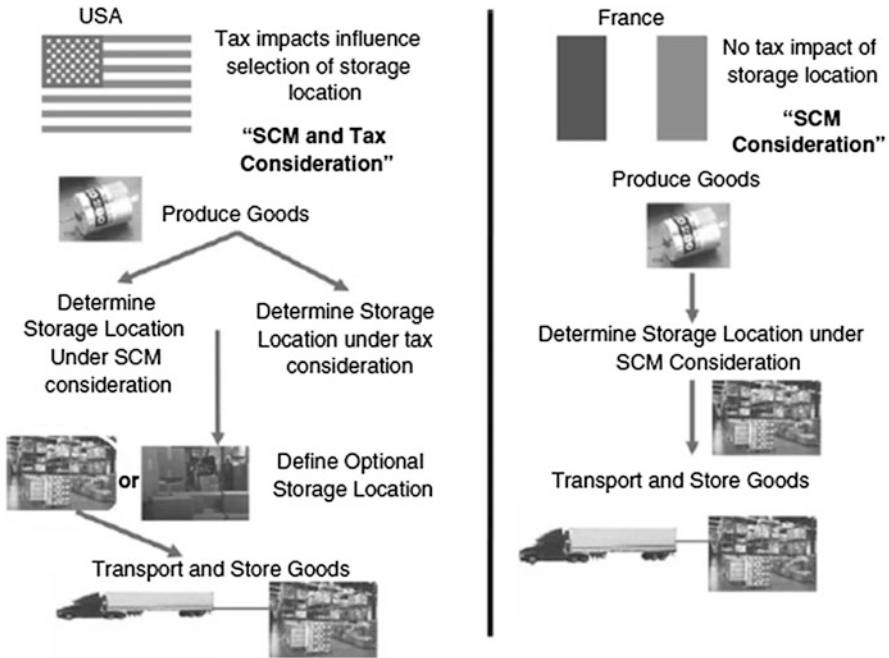 USA
Tax impacts influence
selection of storage
location
“SCM and Tax
Consideration”
Produce Goods
Determine
Storage Location
Under SCM
consideration
Determine Storage
Location under tax
consideration
or
Define Optional
Storage Location
Transport and Store Goods
France
No tax impact of
storage location
“SCM
Consideration”
Produce Goods
Determine Storage Location under
SCM Consideration
Transport and Store Goods